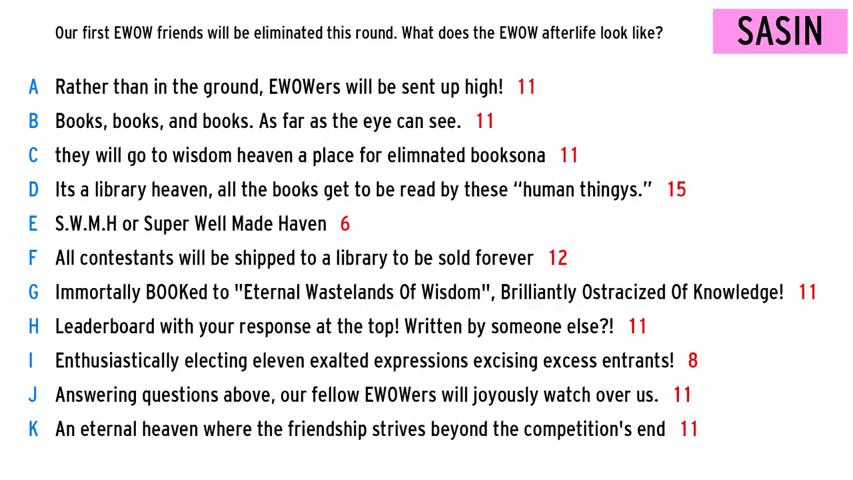 Our first EWOW friends will be eliminated this round. What does the EWOW afterlife look like?
SASIN
A Rather than in the ground, EWOWers will be sent up high! 11
B Books, books, and books. As far as the eye can see. 11
C they will go to wisdom heaven a place for elimnated booksona 11
D Its a library heaven, all the books get to be read by these “human thingys.” 15
E S.W.M.H or Super Well Made Haven 6
F All contestants will be shipped to a library to be sold forever 12
G Immortally BOOKed to "Eternal Wastelands Of Wisdom", Brilliantly Ostracized Of Knowledge! 11
H Leaderboard with your response at the top! Written by someone else?! 11
I Enthusiastically electing eleven exalted expressions excising excess entrants! 8
J Answering questions above, our fellow EWOWers will joyously watch over us. 11
K An eternal heaven where the friendship strives beyond the competition's end 11